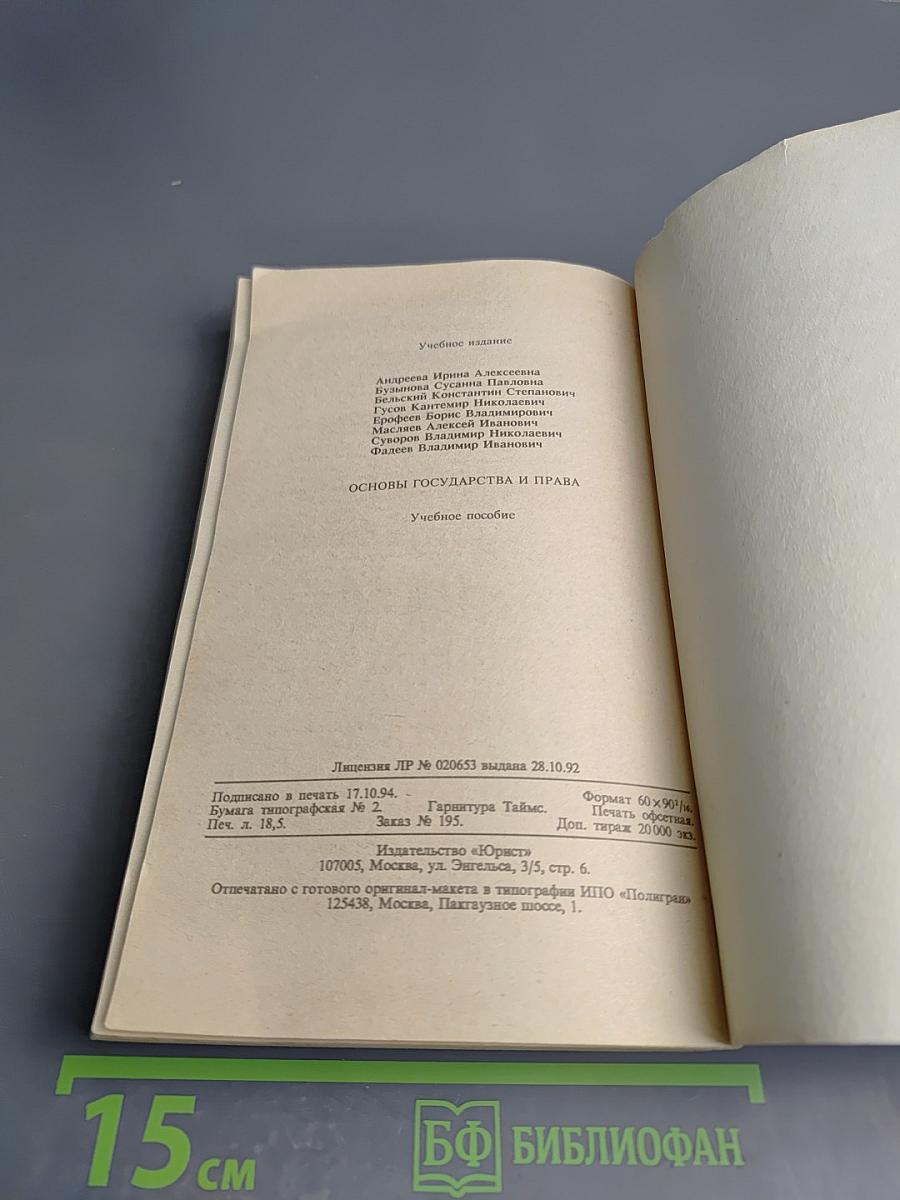 Учебное издание
Андреева Ирина Алексеевна
Бузынова Сусанна Павловна
Бельский Константин Степанович
Гусов Кантемир Николаевич
Ерофеев Борис Владимирович
Масляев Алексей Иванович
Суворов Владимир Николаевич
Фадеев Владимир Иванович
ОСНОВЫ ГОСУДАРСТВА И ПРАВА
Учебное пособие
Лицензия ЛР № 020653 выдана 28.10.92
Подписано в печать 17.10.94. Формат 60×90¹/₁₆.
Бумага типографская № 2. Гарнитура Таймс. Печать офсетная.
Печ. л. 18,5. Заказ № 195. Доп. тираж 20 000 экз.
Издательство «Юрист»
107005, Москва, ул. Энгельса, 3/5, стр. 6.
Отпечатано с готового оригинал-макета в типографии ИПО «Полигран»
125438, Москва, Пакгаузное шоссе, 1.
15 см
БФ БИБЛИОФАН